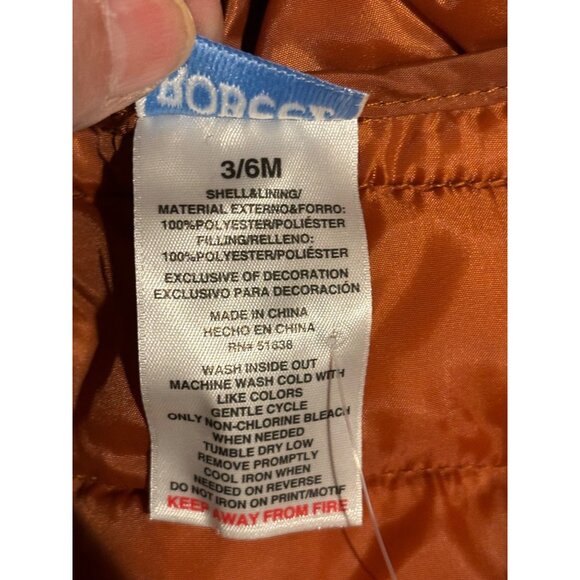 3/6M
SHELL&LINING/
MATERIAL EXTERNO&FORRO:
100%POLYESTER/POLIÉSTER
FILLING/RELLENO:
100%POLYESTER/POLIÉSTER
EXCLUSIVE OF DECORATION
EXCLUSIVO PARA DECORACIÓN
MADE IN CHINA
HECHO EN CHINA
RN# 51638
WASH INSIDE OUT
MACHINE WASH COLD WITH
LIKE COLORS
GENTLE CYCLE
ONLY NON-CHLORINE BLEACH
WHEN NEEDED
TUMBLE DRY LOW
REMOVE PROMPTLY
COOL IRON WHEN
NEEDED ON REVERSE
DO NOT IRON ON PRINT/MOTIF
KEEP AWAY FROM FIRE